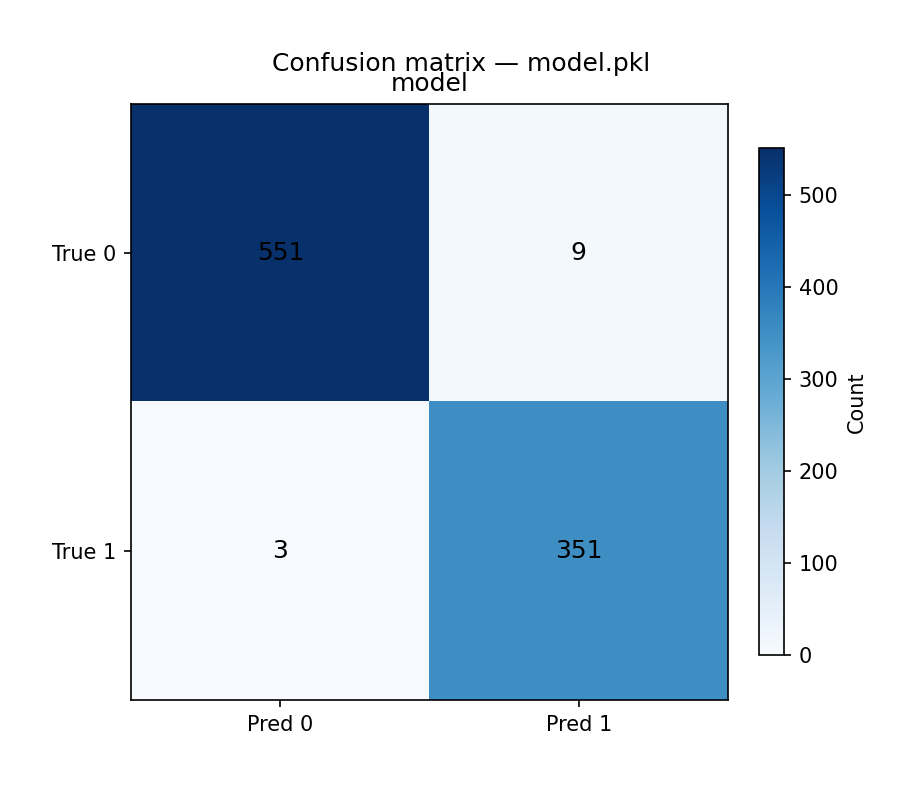 Confusion matrix — model.pkl
model
True 0
551
9
True 1
3
351
Pred 0
Pred 1
500
400
300
200
100
0
Count